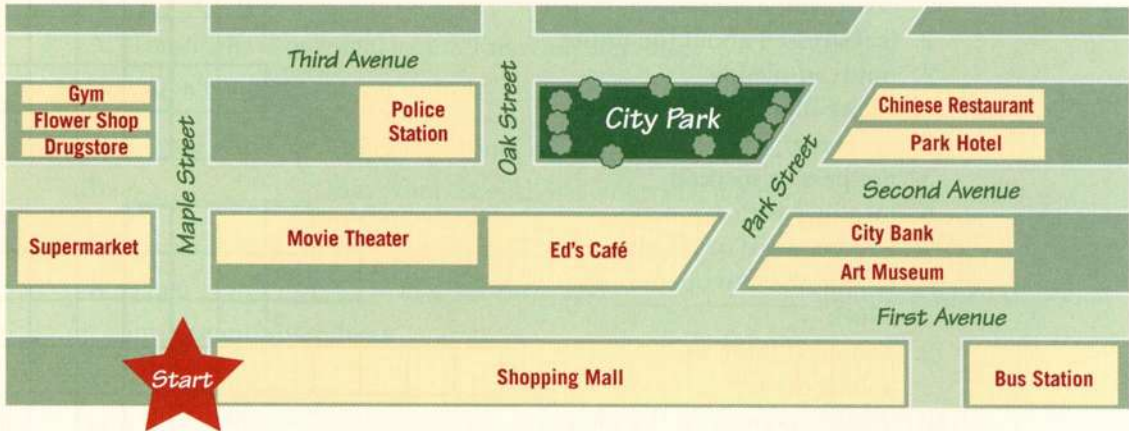 Third Avenue
Gym
Flower Shop
Drugstore
Maple Street
Police
Station
Oak Street
City Park
Chinese Restaurant
Park Hotel
Park Street
Second Avenue
Supermarket
Movie Theater
Ed's Café
City Bank
Art Museum
First Avenue
Start
Shopping Mall
Bus Station